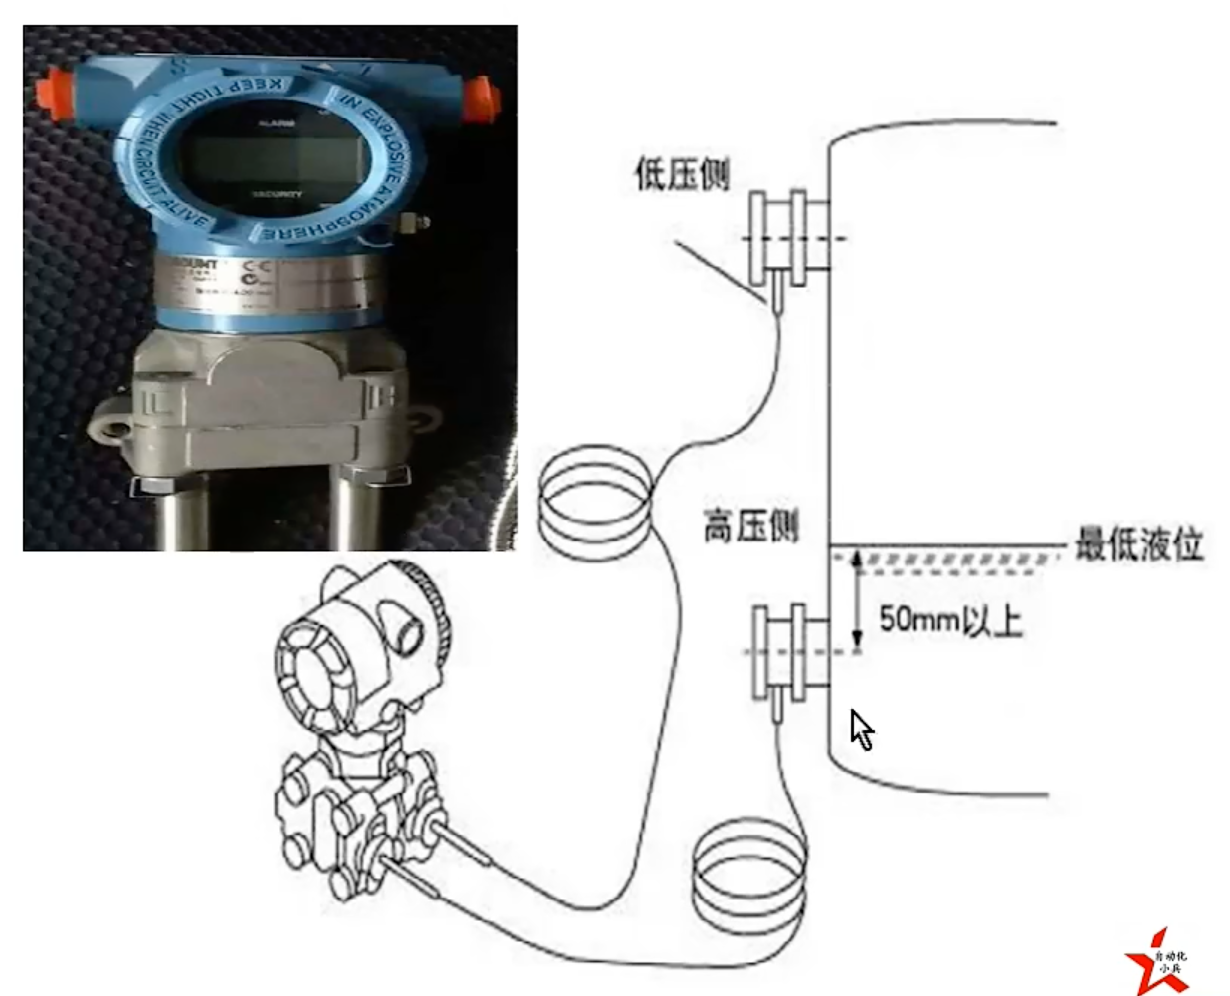 KEEP TIGHT WHEN CIRCUIT ALIVE
IN EXPLOSIVE ATMOSPHERE
ALARM
SECURITY
L
H
低压侧
高压侧
最低液位
50mm以上
自动化
小兵